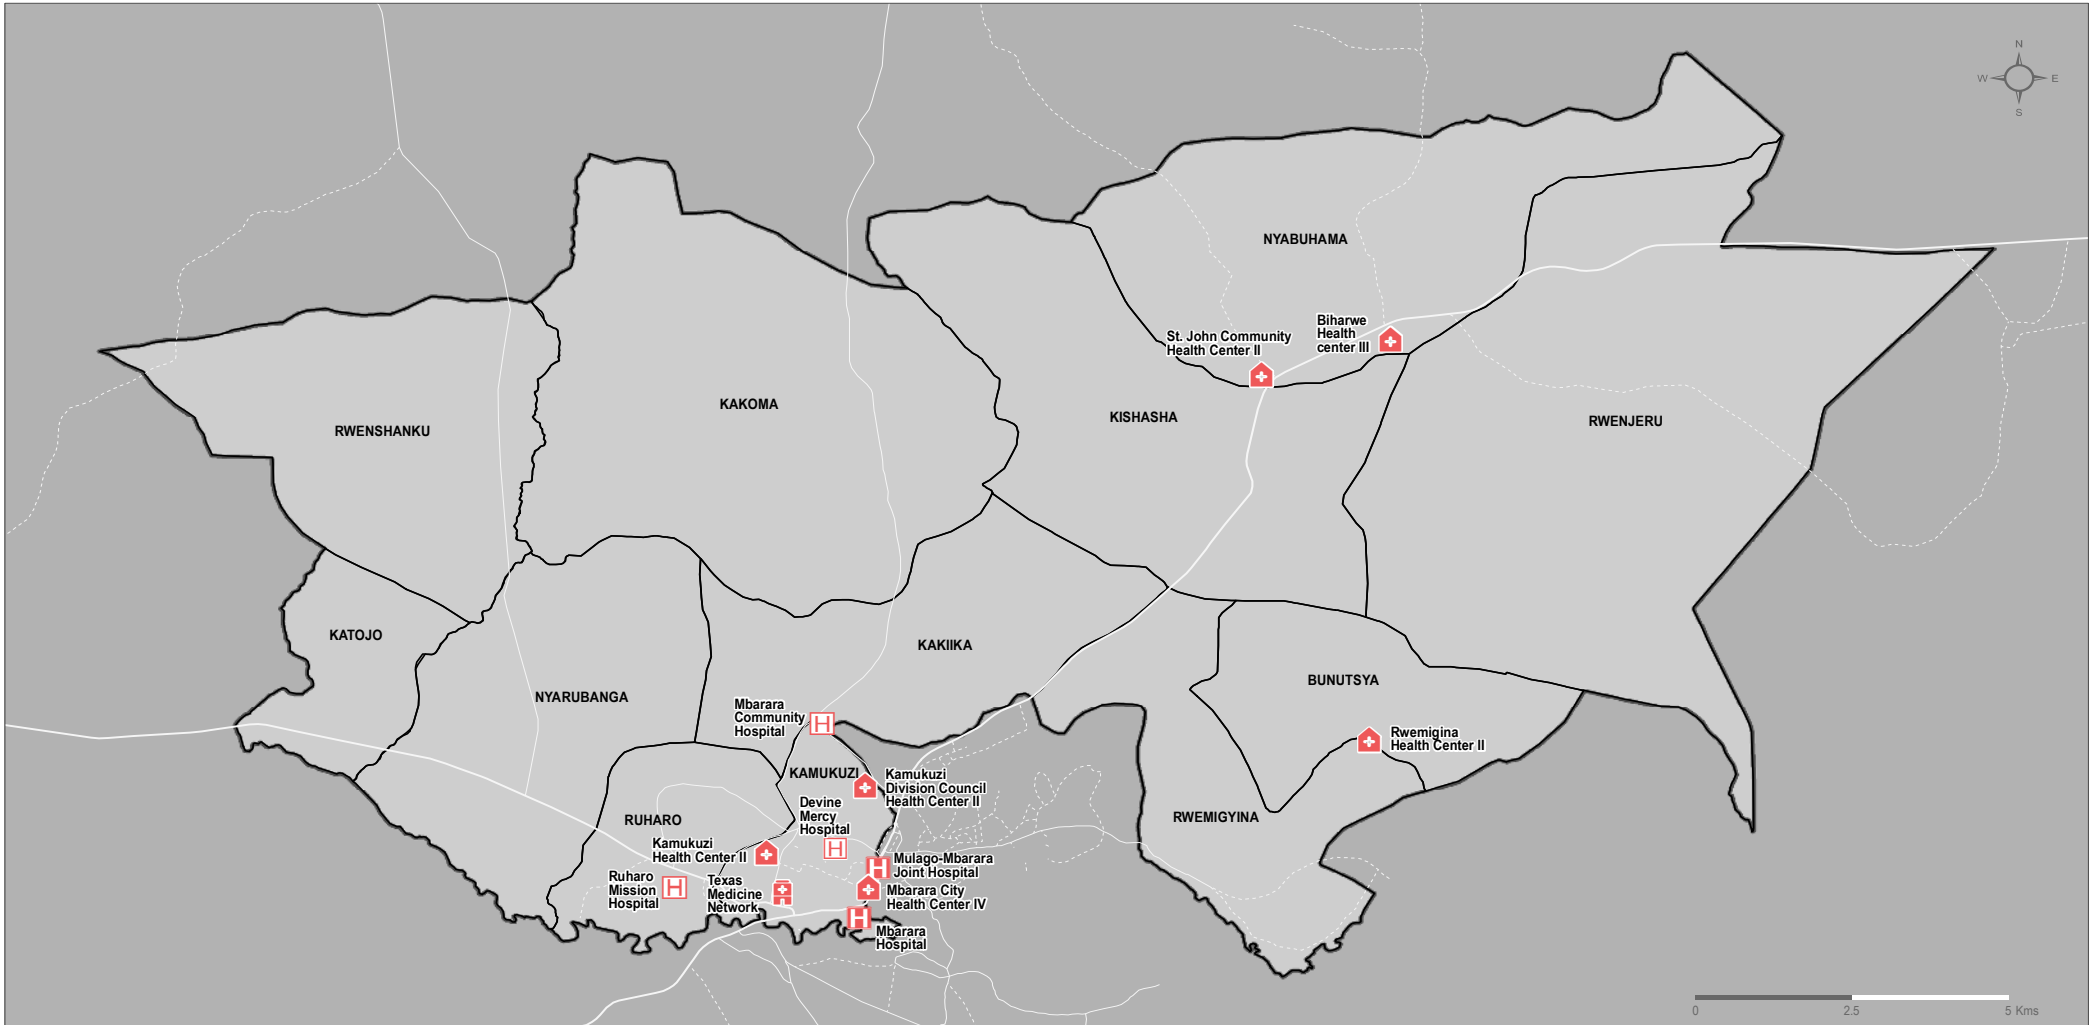 N
W
E
S
NYABUHAMA
Biharwe
Health
center III
St. John Community
Health Center II
KAKOMA
KISHASHA
RWENJERU
RWENSHANKU
KATOJO
KAKIIKA
BUNUTSYA
NYARUBANGA
Mbarara
Community
Hospital
Rwemigina
Health Center II
KAMUKUZI
Kamukuzi
Division Council
Health Center II
Devine
Mercy
Hospital
RUHARO
RWEMIGYINA
Kamukuzi
Health Center II
Mulago-Mbarara
Joint Hospital
Ruharo
Mission
Hospital
Texas
Medicine
Network
Mbarara City
Health Center IV
Mbarara
Hospital
0
2.5
5 Kms